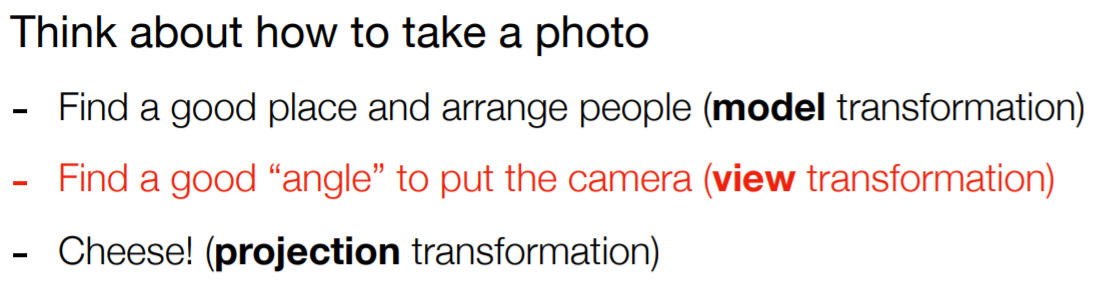 Think about how to take a photo
- Find a good place and arrange people (model transformation)
- Find a good “angle” to put the camera (view transformation)
- Cheese! (projection transformation)